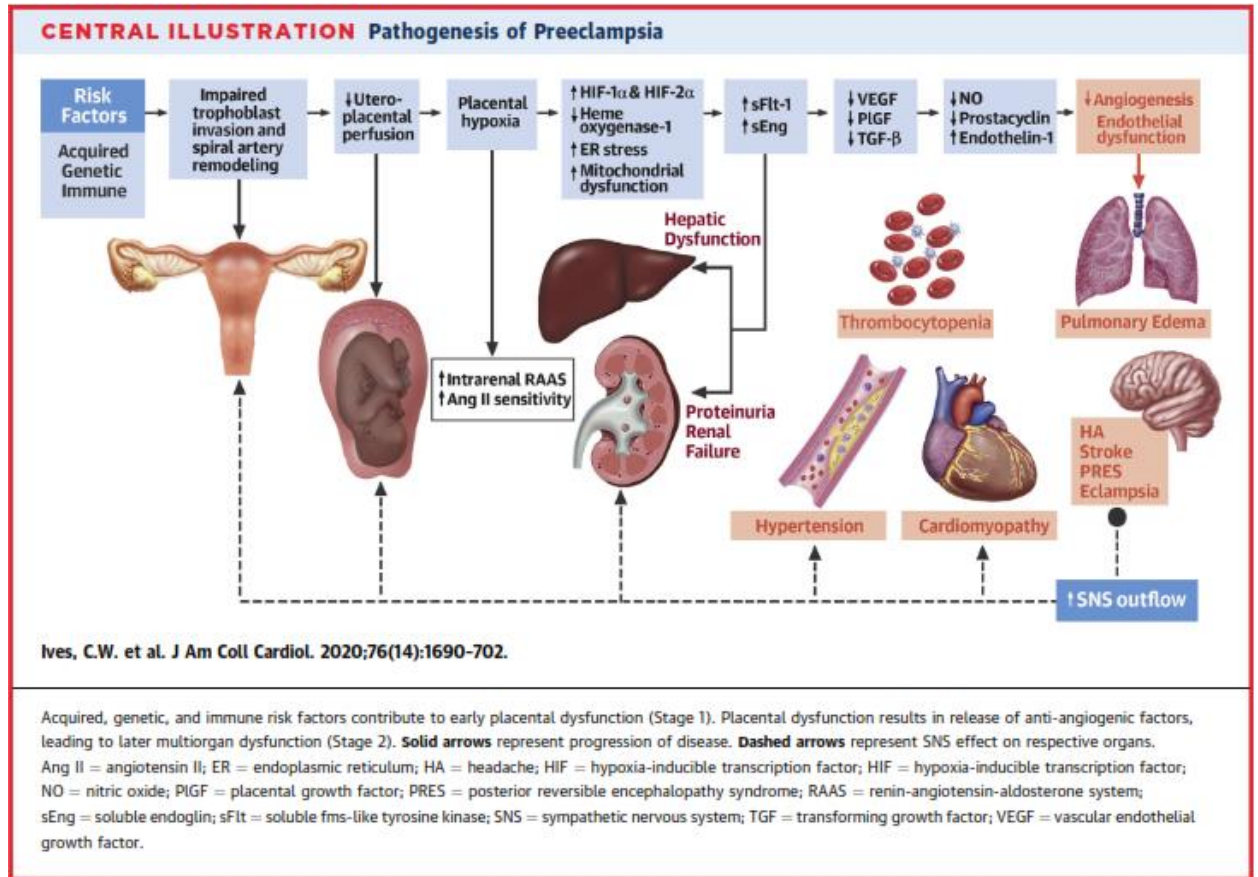 CENTRAL ILLUSTRATION Pathogenesis of Preeclampsia
Risk
Factors
Acquired
Genetic
Immune
Impaired
trophoblast
invasion and
spiral artery
remodeling
↓Utero-
placental
perfusion
Placental
hypoxia
↑HIF-1α & HIF-2α
↓Heme
oxygenase-1
↑ER stress
↑Mitochondrial
dysfunction
↑sFlt-1
↑sEng
↓VEGF
↓PlGF
↓TGF-β
↓NO
↓Prostacyclin
↑Endothelin-1
↓Angiogenesis
Endothelial
dysfunction
Hepatic
Dysfunction
Thrombocytopenia
Pulmonary Edema
↑Intrarenal RAAS
↑Ang II sensitivity
Proteinuria
Renal
Failure
HA
Stroke
PRES
Eclampsia
Hypertension
Cardiomyopathy
↑SNS outflow
Ives, C.W. et al. J Am Coll Cardiol. 2020;76(14):1690–702.
Acquired, genetic, and immune risk factors contribute to early placental dysfunction (Stage 1). Placental dysfunction results in release of anti-angiogenic factors,
leading to later multiorgan dysfunction (Stage 2). Solid arrows represent progression of disease. Dashed arrows represent SNS effect on respective organs.
Ang II = angiotensin II; ER = endoplasmic reticulum; HA = headache; HIF = hypoxia-inducible transcription factor; HIF = hypoxia-inducible transcription factor;
NO = nitric oxide; PlGF = placental growth factor; PRES = posterior reversible encephalopathy syndrome; RAAS = renin-angiotensin-aldosterone system;
sEng = soluble endoglin; sFlt = soluble fms-like tyrosine kinase; SNS = sympathetic nervous system; TGF = transforming growth factor; VEGF = vascular endothelial
growth factor.